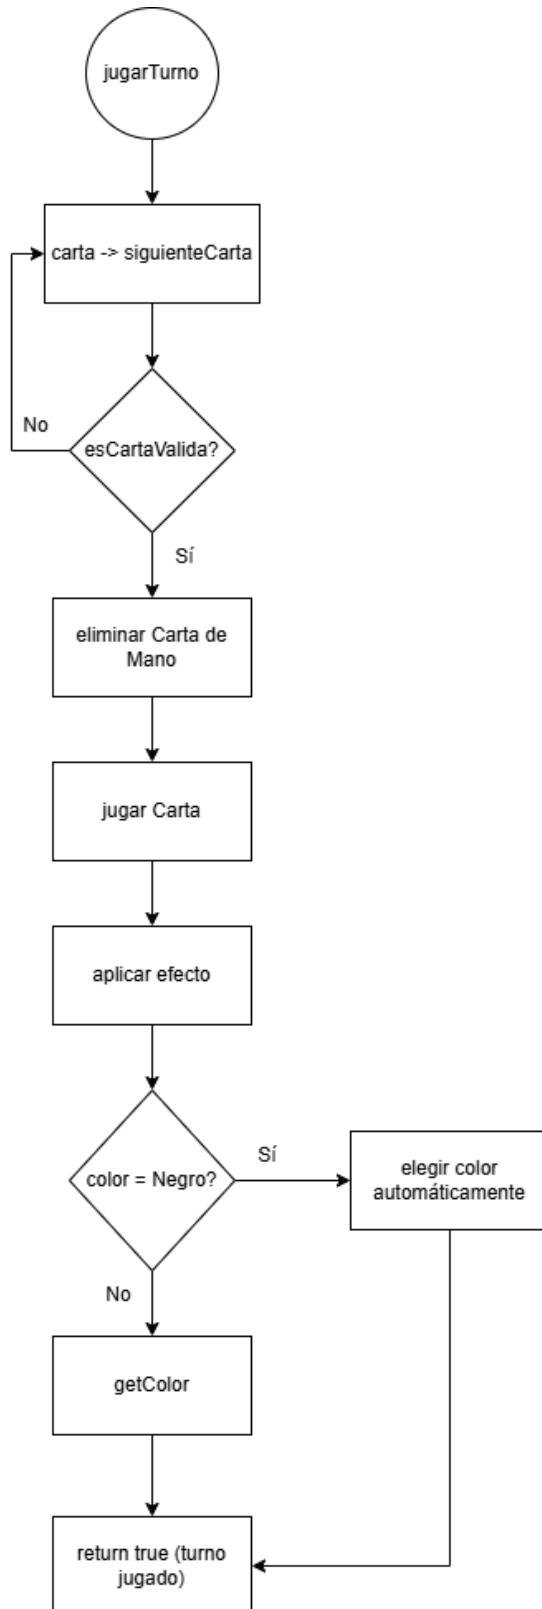 jugarTurno
carta -> siguienteCarta
No
esCartaValida?
Sí
eliminar Carta de
Mano
jugar Carta
aplicar efecto
color = Negro?
Sí
elegir color
automáticamente
No
getColor
return true (turno
jugado)